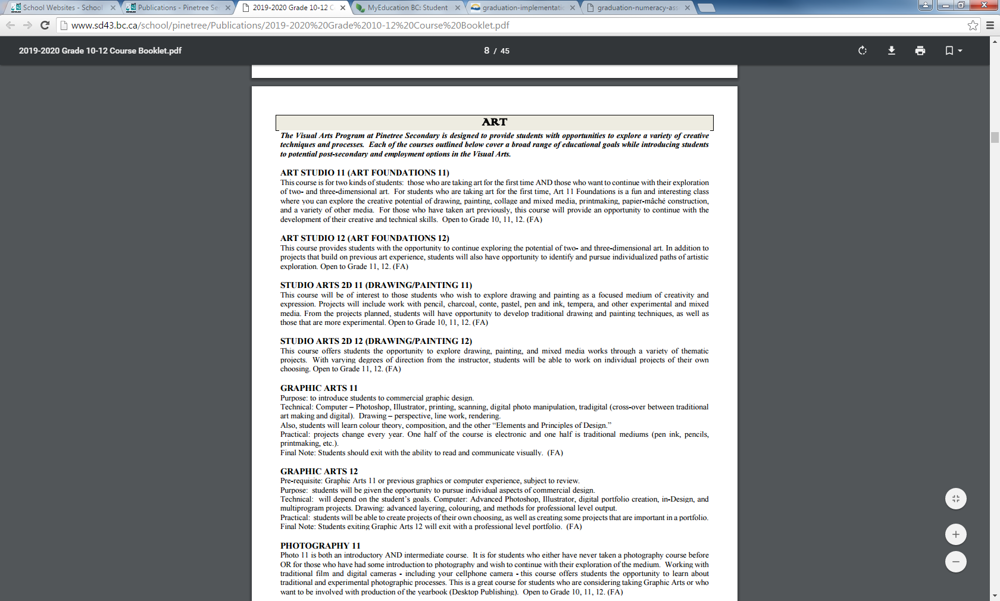 School Websites - School
Publications - Pinetree Se
2019-2020 Grade 10-12 C
MyEducation BC: Student
graduation-implementatio
graduation-numeracy-ass
www.sd43.bc.ca/school/pinetree/Publications/2019-2020%20Grade%2010-12%20Course%20Booklet.pdf
2019-2020 Grade 10-12 Course Booklet.pdf
8 / 45
ART
The Visual Arts Program at Pinetree Secondary is designed to provide students with opportunities to explore a variety of creative
techniques and processes. Each of the courses outlined below cover a broad range of educational goals while introducing students
to potential post-secondary and employment options in the Visual Arts.
ART STUDIO 11 (ART FOUNDATIONS 11)
This course is for two kinds of students: those who are taking art for the first time AND those who want to continue with their exploration
of two- and three-dimensional art. For students who are taking art for the first time, Art 11 Foundations is a fun and interesting class
where you can explore the creative potential of drawing, painting, collage and mixed media, printmaking, papier-mâché construction,
and a variety of other media. For those who have taken art previously, this course will provide an opportunity to continue with the
development of their creative and technical skills. Open to Grade 10, 11, 12. (FA)
ART STUDIO 12 (ART FOUNDATIONS 12)
This course provides students with the opportunity to continue exploring the potential of two- and three-dimensional art. In addition to
projects that build on previous art experience, students will also have opportunity to identify and pursue individualized paths of artistic
exploration. Open to Grade 11, 12. (FA)
STUDIO ARTS 2D 11 (DRAWING/PAINTING 11)
This course will be of interest to those students who wish to explore drawing and painting as a focused medium of creativity and
expression. Projects will include work with pencil, charcoal, conte, pastel, pen and ink, tempera, and other experimental and mixed
media. From the projects planned, students will have opportunity to develop traditional drawing and painting techniques, as well as
those that are more experimental. Open to Grade 10, 11, 12. (FA)
STUDIO ARTS 2D 12 (DRAWING/PAINTING 12)
This course offers students the opportunity to explore drawing, painting, and mixed media works through a variety of thematic
projects. With varying degrees of direction from the instructor, students will be able to work on individual projects of their own
choosing. Open to Grade 11, 12. (FA)
GRAPHIC ARTS 11
Purpose: to introduce students to commercial graphic design.
Technical: Computer – Photoshop, Illustrator, printing, scanning, digital photo manipulation, tradigital (cross-over between traditional
art making and digital). Drawing – perspective, line work, rendering.
Also, students will learn colour theory, composition, and the other “Elements and Principles of Design.”
Practical: projects change every year. One half of the course is electronic and one half is traditional mediums (pen ink, pencils,
printmaking, etc.).
Final Note: Students should exit with the ability to read and communicate visually. (FA)
GRAPHIC ARTS 12
Pre-requisite: Graphic Arts 11 or previous graphics or computer experience, subject to review.
Purpose: students will be given the opportunity to pursue individual aspects of commercial design.
Technical: will depend on the student’s goals. Computer: Advanced Photoshop, Illustrator, digital portfolio creation, in-Design, and
multiprogram projects. Drawing: advanced layering, colouring, and methods for professional level output.
Practical: students will be able to create projects of their own choosing, as well as creating some projects that are important in a portfolio.
Final Note: Students exiting Graphic Arts 12 will exit with a professional level portfolio. (FA)
PHOTOGRAPHY 11
Photo 11 is both an introductory AND intermediate course. It is for students who either have never taken a photography course before
OR for those who have had some introduction to photography and wish to continue with their exploration of the medium. Working with
traditional film and digital cameras - including your cellphone camera - this course offers students the opportunity to learn about
traditional and experimental photographic processes. This is a great course for students who are considering taking Graphic Arts or who
want to be involved with production of the yearbook (Desktop Publishing). Open to Grade 10, 11, 12. (FA)